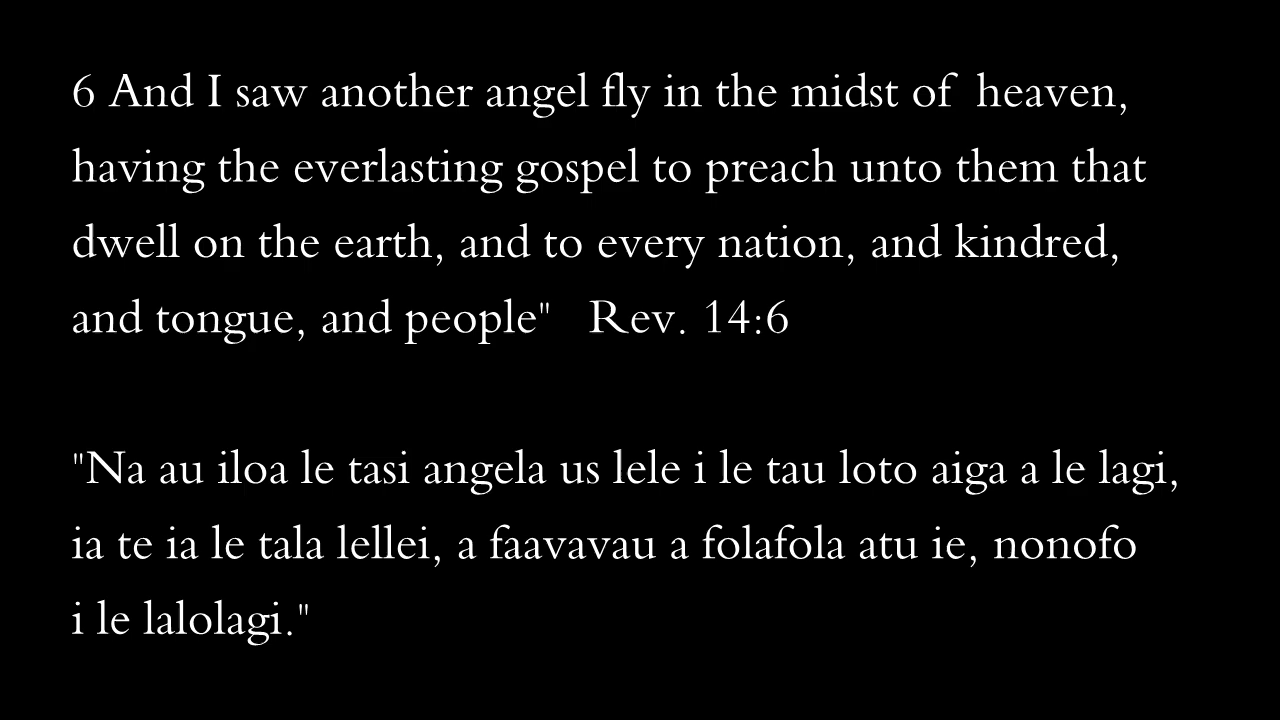 6 And I saw another angel fly in the midst of heaven,
having the everlasting gospel to preach unto them that
dwell on the earth, and to every nation, and kindred,
and tongue, and people" Rev. 14:6
"Na au iloa le tasi angela us lele i le tau loto aiga a le lagi,
ia te ia le tala lellei, a faavavau a folafola atu ie, nonofo
i le lalolagi."